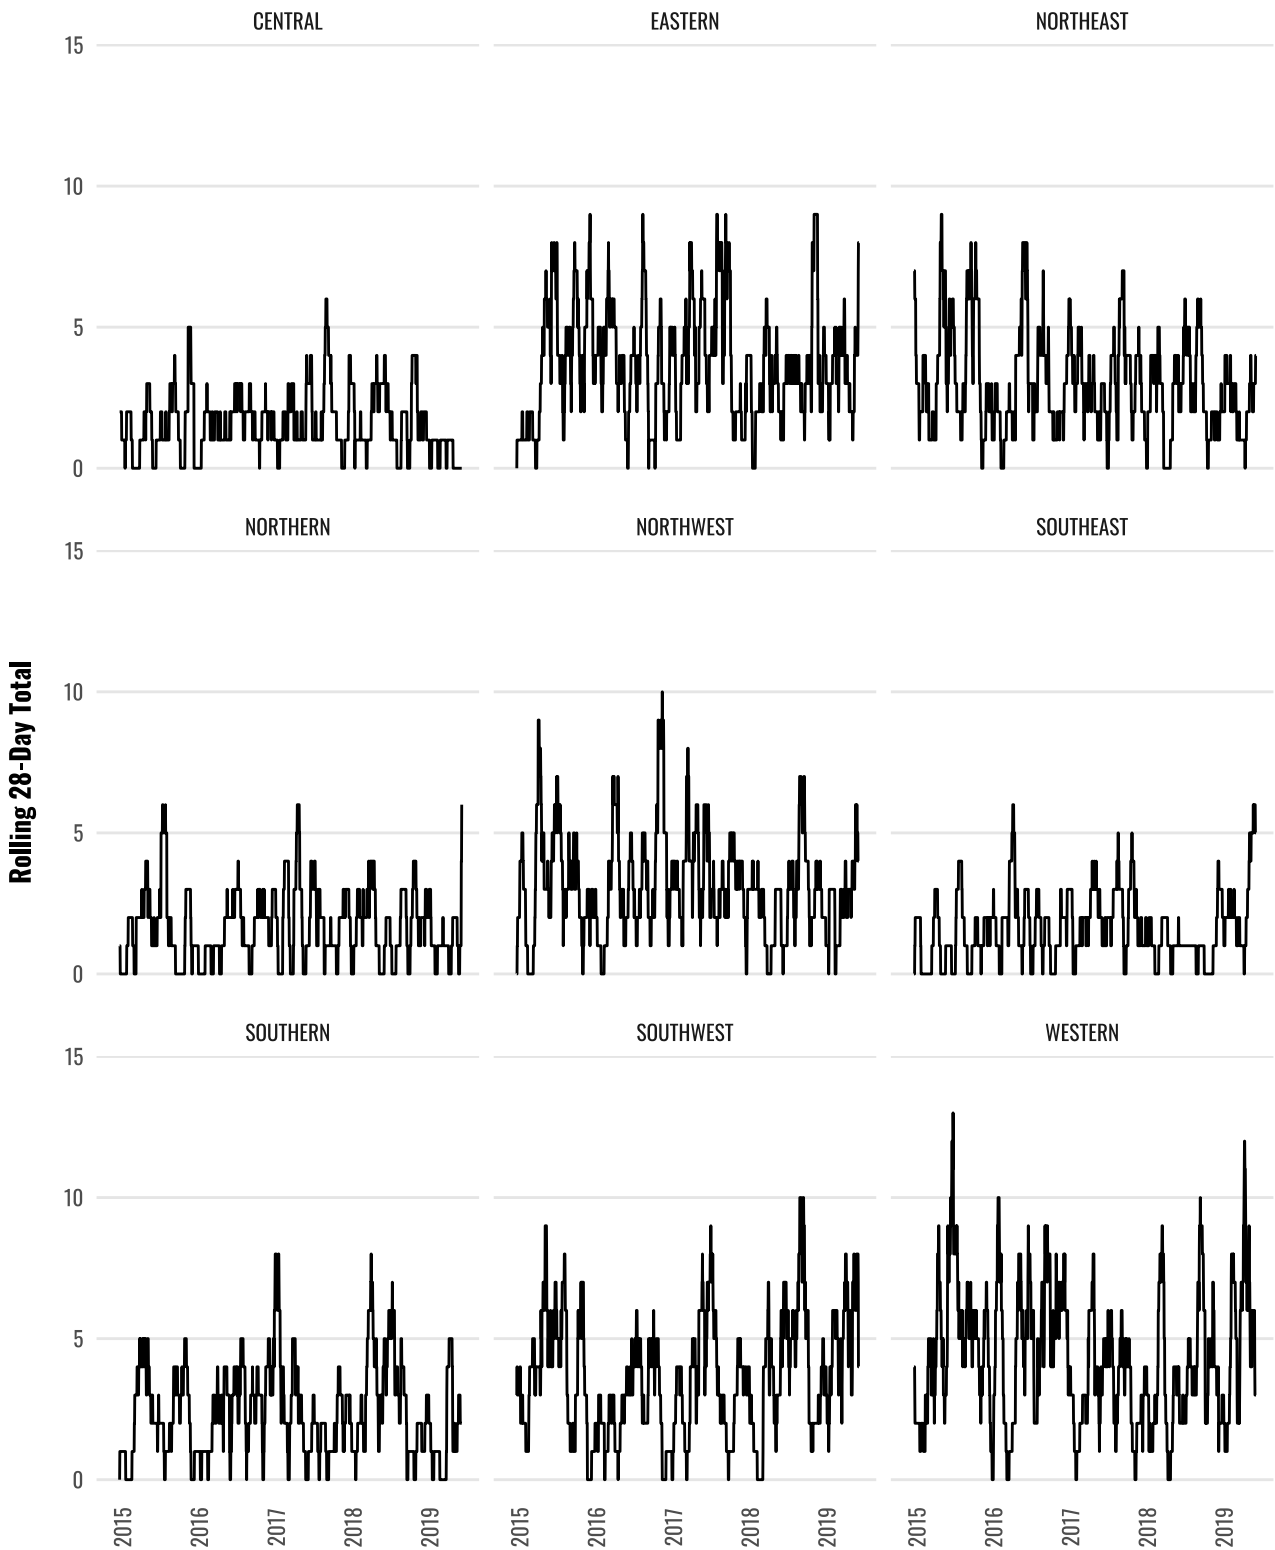 CENTRAL EASTERN NORTHEAST
15
10
5
0
NORTHERN NORTHWEST SOUTHEAST
15
10
5
0
Rolling 28-Day Total
SOUTHERN SOUTHWEST WESTERN
15
10
5
0
2015 2016 2017 2018 2019 2015 2016 2017 2018 2019 2015 2016 2017 2018 2019